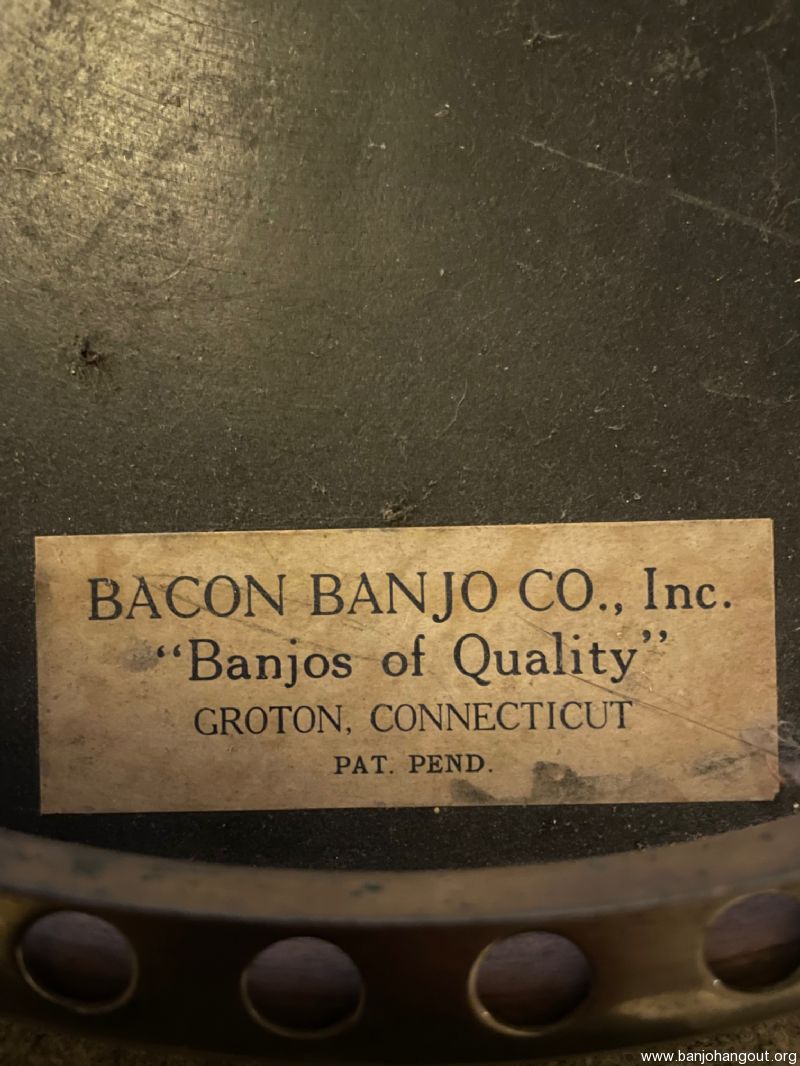 BACON BANJO CO., Inc.
“Banjos of Quality”
GROTON, CONNECTICUT
PAT. PEND.
www.banjohangout.org